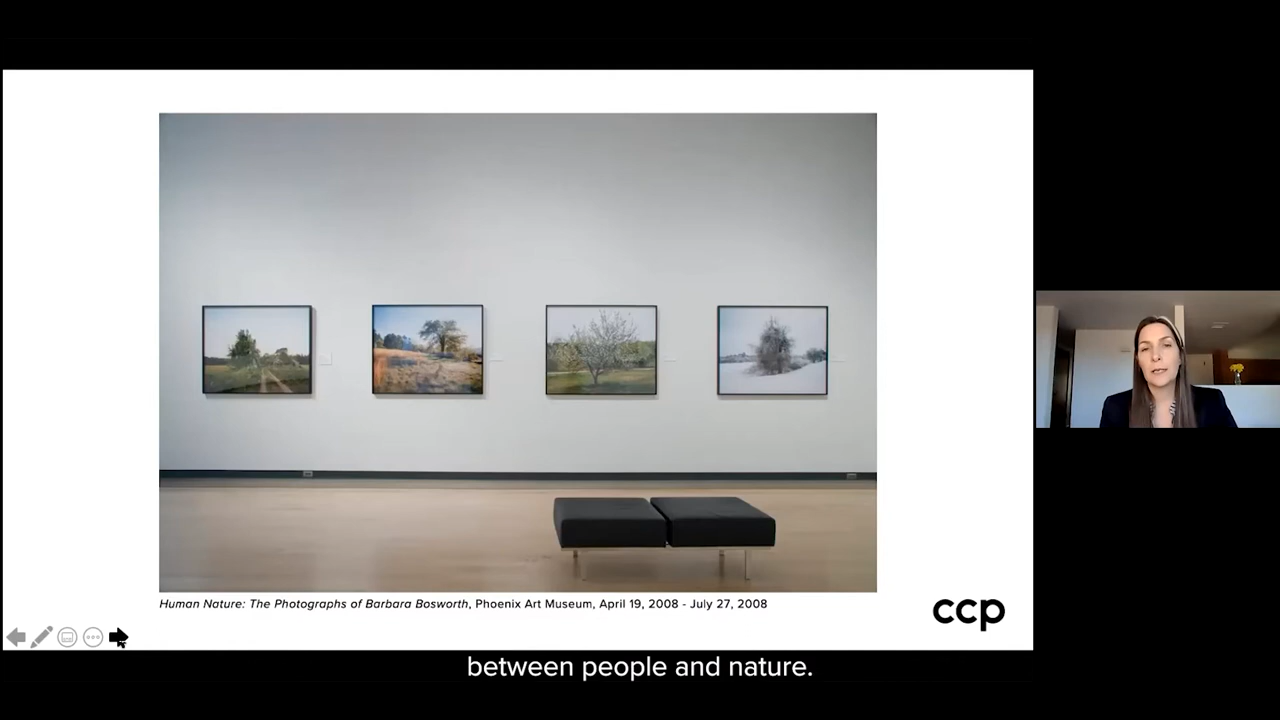 Human Nature: The Photographs of Barbara Bosworth, Phoenix Art Museum, April 19, 2008 - July 27, 2008
ccp
between people and nature.